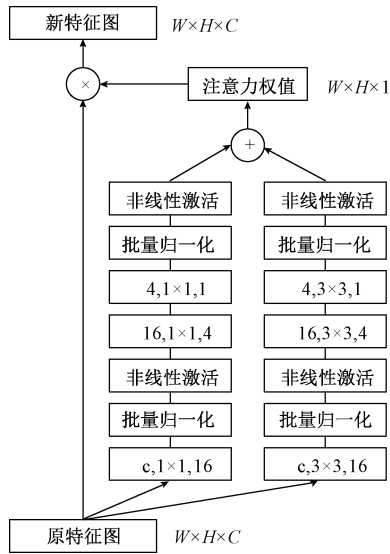 新特征图 W×H×C
× 注意力权值 W×H×1
+
非线性激活 非线性激活
批量归一化 批量归一化
4,1×1,1 4,3×3,1
16,1×1,4 16,3×3,4
非线性激活 非线性激活
批量归一化 批量归一化
c,1×1,16 c,3×3,16
原特征图 W×H×C